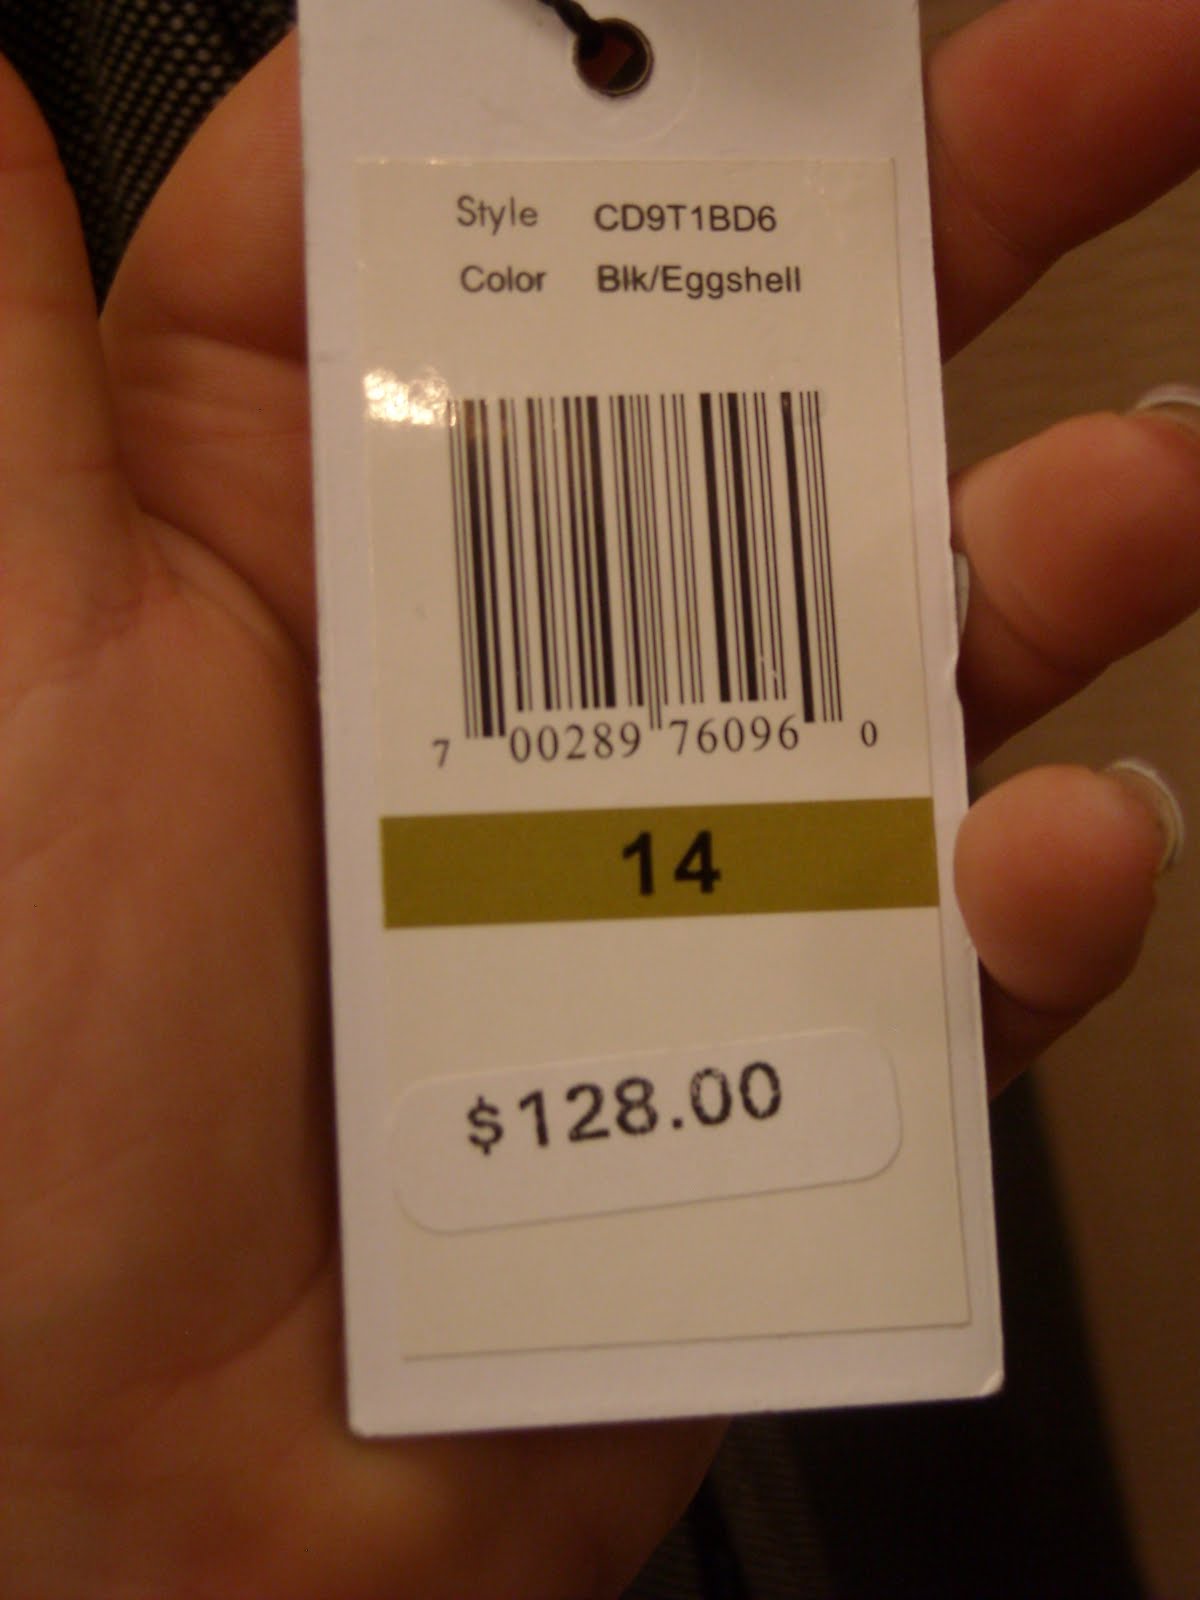 Style CD9T1BD6
Color Blk/Eggshell
7 00289 76096 0
14
$128.00